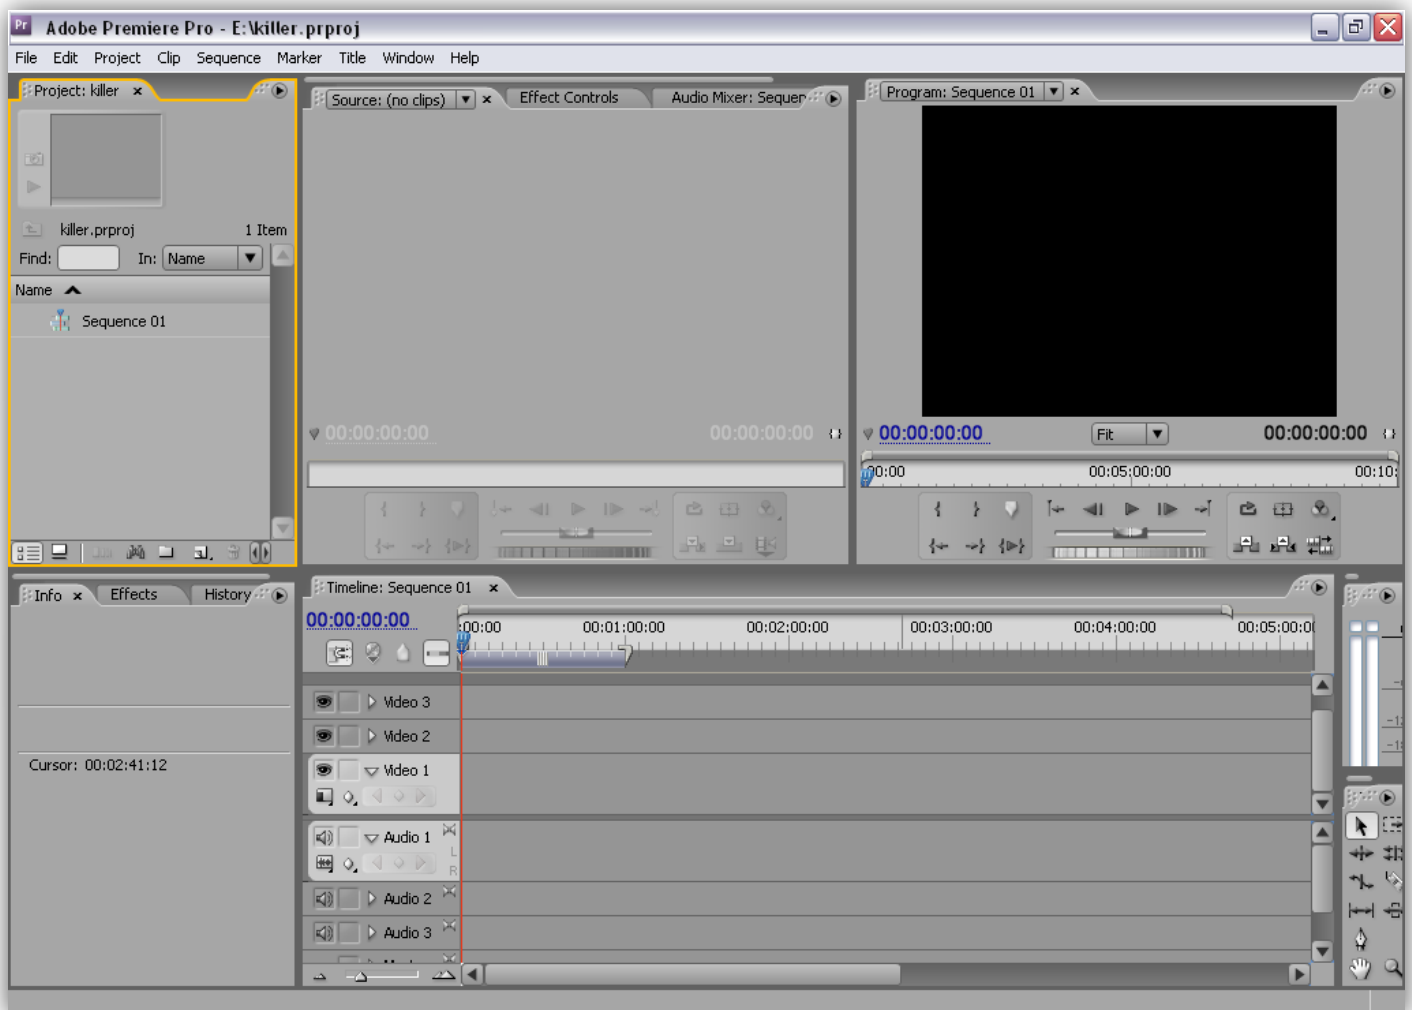 Pr Adobe Premiere Pro - E:\killer.prproj
File Edit Project Clip Sequence Marker Title Window Help
Project: killer
killer.prproj 1 Item
Find: In: Name
Name
Sequence 01
Source: (no clips) Effect Controls Audio Mixer: Sequen
00:00:00:00 00:00:00:00
Program: Sequence 01
00:00:00:00 Fit 00:00:00:00
00:00 00:05:00:00 00:10:
Info Effects History
Cursor: 00:02:41:12
Timeline: Sequence 01
00:00:00:00
:00:00 00:01:00:00 00:02:00:00 00:03:00:00 00:04:00:00 00:05:00:0
Video 3
Video 2
Video 1
Audio 1
L
R
Audio 2
Audio 3